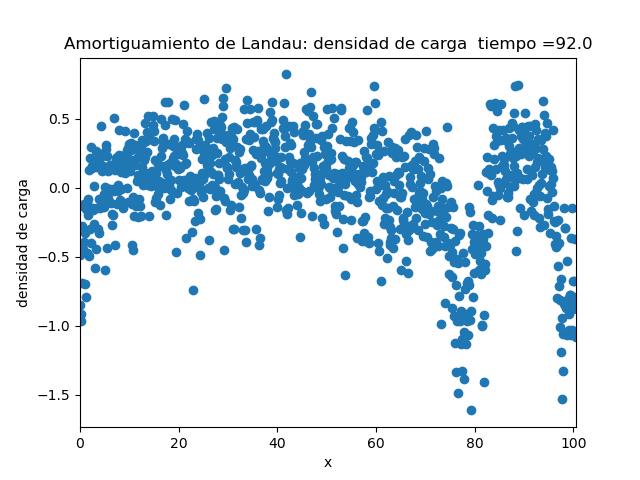 Amortiguamiento de Landau: densidad de carga  tiempo =92.0
densidad de carga
0.5
0.0
−0.5
−1.0
−1.5
0 20 40 60 80 100
x